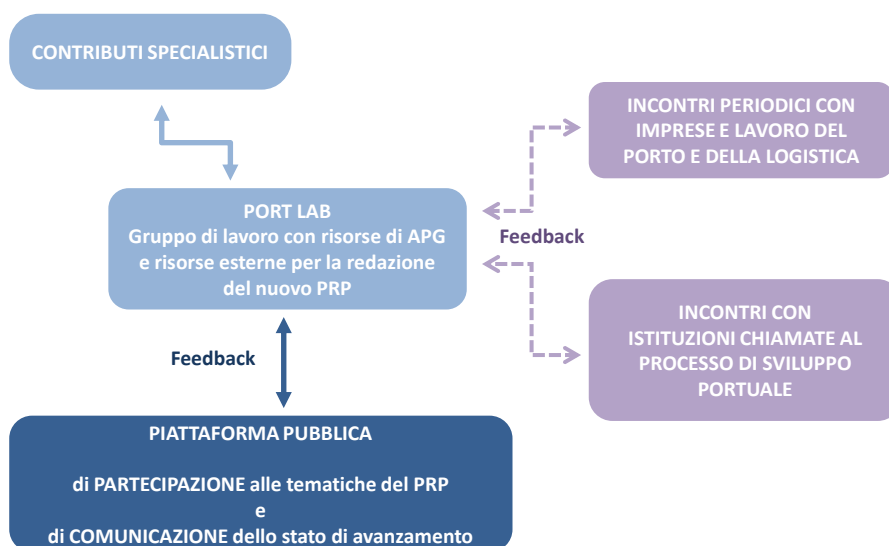 CONTRIBUTI SPECIALISTICI
INCONTRI PERIODICI CON
IMPRESE E LAVORO DEL
PORTO E DELLA LOGISTICA
PORT LAB
Gruppo di lavoro con risorse di APG
e risorse esterne per la redazione
del nuovo PRP
Feedback
INCONTRI CON
ISTITUZIONI CHIAMATE AL
PROCESSO DI SVILUPPO
PORTUALE
Feedback
PIATTAFORMA PUBBLICA
di PARTECIPAZIONE alle tematiche del PRP
e
di COMUNICAZIONE dello stato di avanzamento